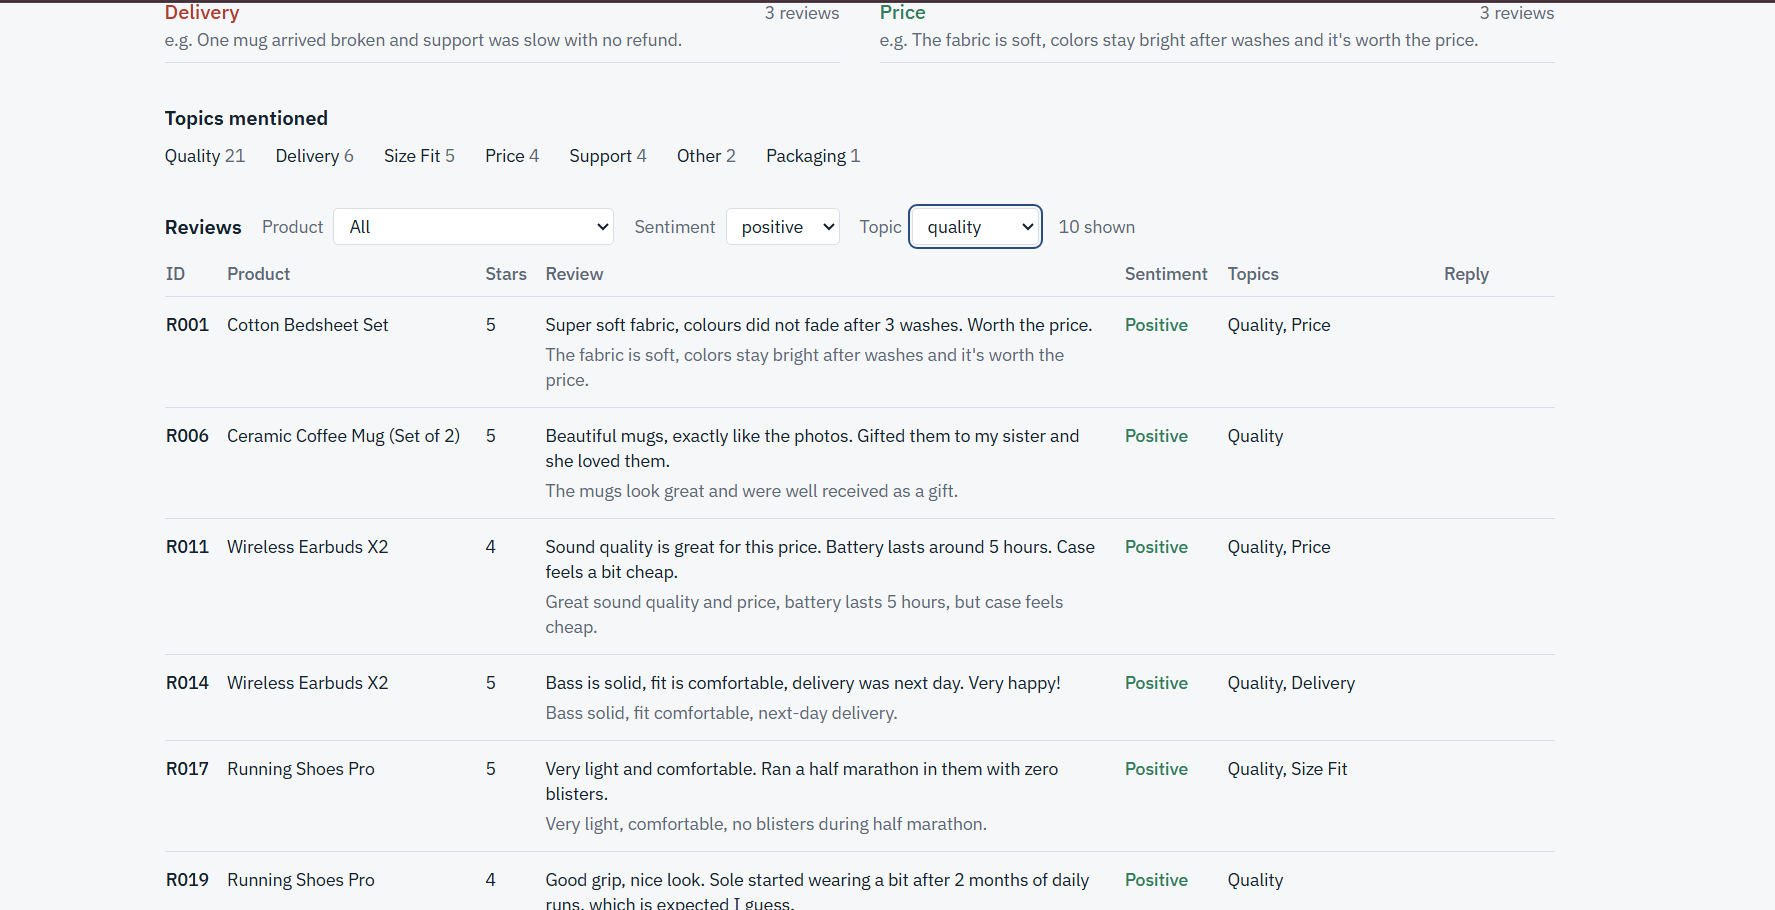 Delivery 3 reviews
e.g. One mug arrived broken and support was slow with no refund.
Price 3 reviews
e.g. The fabric is soft, colors stay bright after washes and it's worth the price.
Topics mentioned
Quality 21 Delivery 6 Size Fit 5 Price 4 Support 4 Other 2 Packaging 1
Reviews Product All Sentiment positive Topic quality 10 shown
ID Product Stars Review Sentiment Topics Reply
R001 Cotton Bedsheet Set 5 Super soft fabric, colours did not fade after 3 washes. Worth the price. Positive Quality, Price
The fabric is soft, colors stay bright after washes and it's worth the
price.
R006 Ceramic Coffee Mug (Set of 2) 5 Beautiful mugs, exactly like the photos. Gifted them to my sister and Positive Quality
she loved them.
The mugs look great and were well received as a gift.
R011 Wireless Earbuds X2 4 Sound quality is great for this price. Battery lasts around 5 hours. Case Positive Quality, Price
feels a bit cheap.
Great sound quality and price, battery lasts 5 hours, but case feels
cheap.
R014 Wireless Earbuds X2 5 Bass is solid, fit is comfortable, delivery was next day. Very happy! Positive Quality, Delivery
Bass solid, fit comfortable, next-day delivery.
R017 Running Shoes Pro 5 Very light and comfortable. Ran a half marathon in them with zero Positive Quality, Size Fit
blisters.
Very light, comfortable, no blisters during half marathon.
R019 Running Shoes Pro 4 Good grip, nice look. Sole started wearing a bit after 2 months of daily Positive Quality
runs, which is expected I guess.